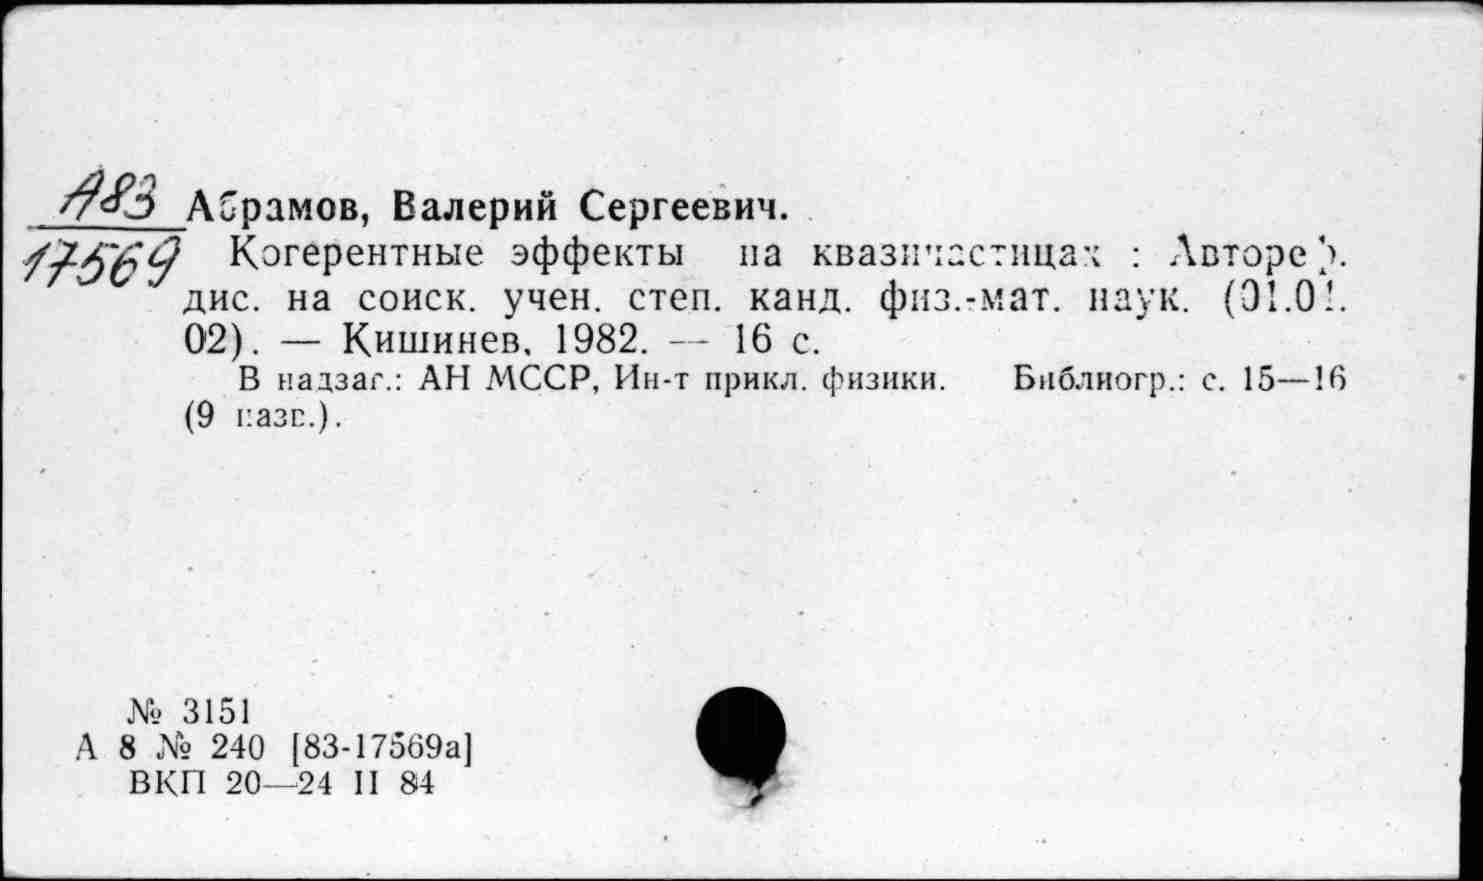 А83 Абрамов, Валерий Сергеевич.
17569 Когерентные эффекты на квазичастицах : Автореф.
дис. на соиск. учен. степ. канд. физ.-мат. наук. (01.01.
02). — Кишинев, 1982. — 16 с.
В надзаг.: АН МССР, Ин-т прикл. физики. Библиогр.: с. 15—16
(9 назв.).
№ 3151
А 8 № 240 [83-17569а]
ВКП 20—24 II 84